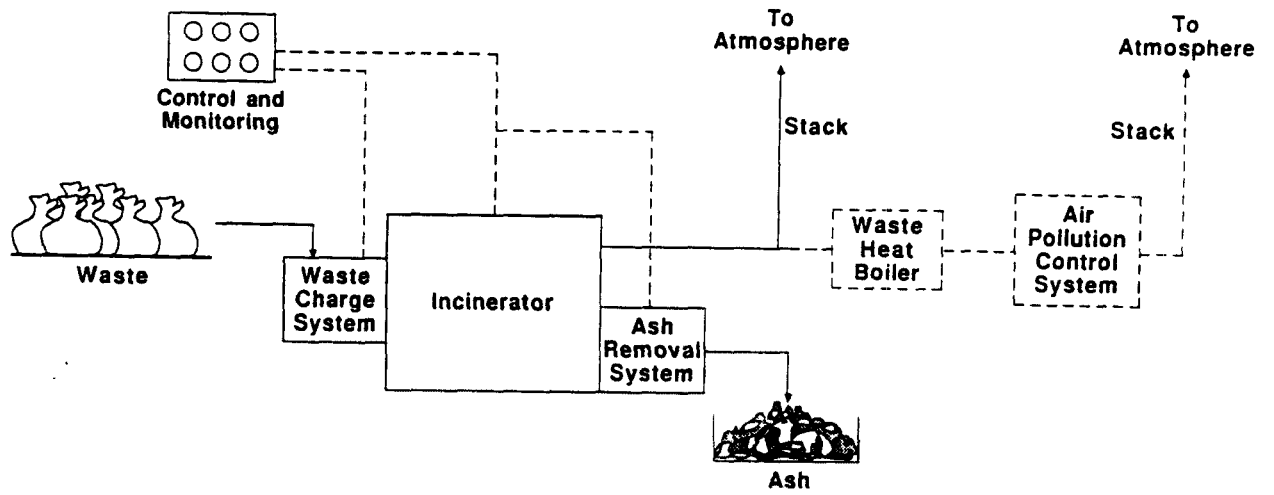 Control and
Monitoring
Waste
Waste
Charge
System
Incinerator
Ash
Removal
System
Ash
To
Atmosphere
Stack
Waste
Heat
Boiler
Air
Pollution
Control
System
Stack
To
Atmosphere